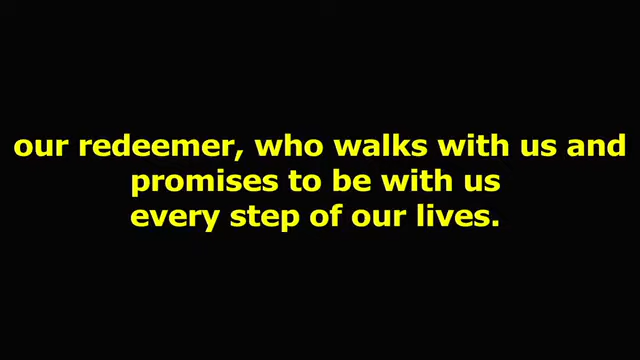 our redeemer, who walks with us and
promises to be with us
every step of our lives.